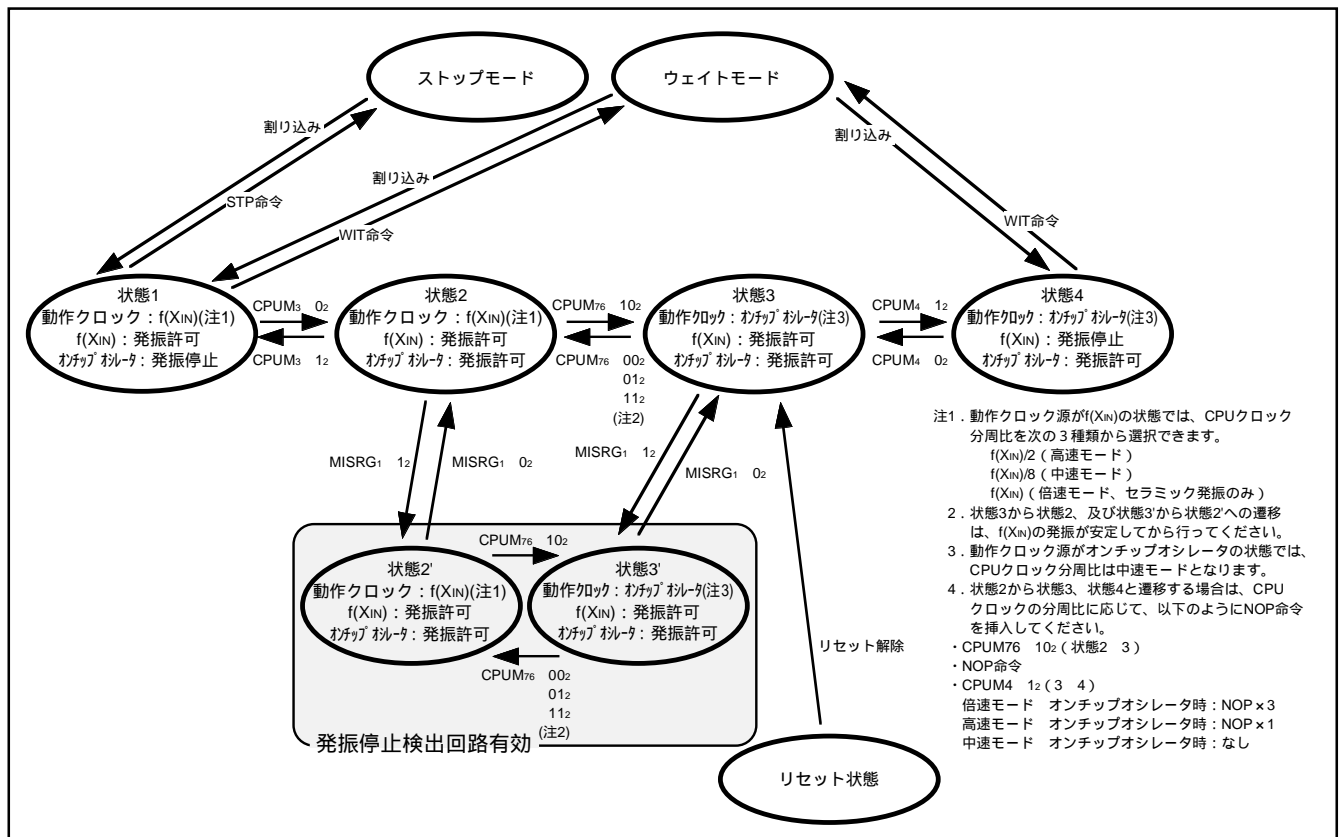 ストップモード
ウェイトモード
割り込み
割り込み
割り込み
STP命令
WIT命令
WIT命令
状態1
動作クロック：f(XIN)(注1)
f(XIN)：発振許可
オンチップオシレータ：発振停止
CPUM3 02
CPUM3 12
状態2
動作クロック：f(XIN)(注1)
f(XIN)：発振許可
オンチップオシレータ：発振許可
CPUM76 102
CPUM76 002
012
112
(注2)
状態3
動作クロック：オンチップオシレータ(注3)
f(XIN)：発振許可
オンチップオシレータ：発振許可
CPUM4 12
CPUM4 02
状態4
動作クロック：オンチップオシレータ(注3)
f(XIN)：発振停止
オンチップオシレータ：発振許可
MISRG1 12
MISRG1 02
MISRG1 12
MISRG1 02
状態2'
動作クロック：f(XIN)(注1)
f(XIN)：発振許可
オンチップオシレータ：発振許可
CPUM76 102
CPUM76 002
012
112
(注2)
状態3'
動作クロック：オンチップオシレータ(注3)
f(XIN)：発振許可
オンチップオシレータ：発振許可
発振停止検出回路有効
リセット解除
リセット状態
注1．動作クロック源がf(XIN)の状態では、CPUクロック
分周比を次の３種類から選択できます。
f(XIN)/2（高速モード）
f(XIN)/8（中速モード）
f(XIN)（倍速モード、セラミック発振のみ）
2．状態3から状態2、及び状態3'から状態2'への遷移
は、f(XIN)の発振が安定してから行ってください。
3．動作クロック源がオンチップオシレータの状態では、
CPUクロック分周比は中速モードとなります。
4．状態2から状態3、状態4と遷移する場合は、CPU
クロックの分周比に応じて、以下のようにNOP命令
を挿入してください。
・CPUM76 102（状態2 3）
・NOP命令
・CPUM4 12（3 4）
倍速モード オンチップオシレータ時：NOP×3
高速モード オンチップオシレータ時：NOP×1
中速モード オンチップオシレータ時：なし